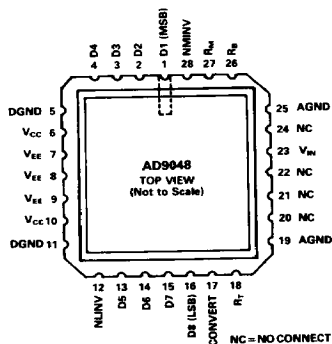 D4
D3
D2
D1 (MSB)
NMINV
RM
RB
4
3
2
1
28
27
26
DGND 5
VCC 6
VEE 7
VEE 8
VEE 9
VCC 10
DGND 11
AD9048
TOP VIEW
(Not to Scale)
25 AGND
24 NC
23 VIN
22 NC
21 NC
20 NC
19 AGND
12
13
14
15
16
17
18
NLINV
D5
D6
D7
D8 (LSB)
CONVERT
RT
NC = NO CONNECT